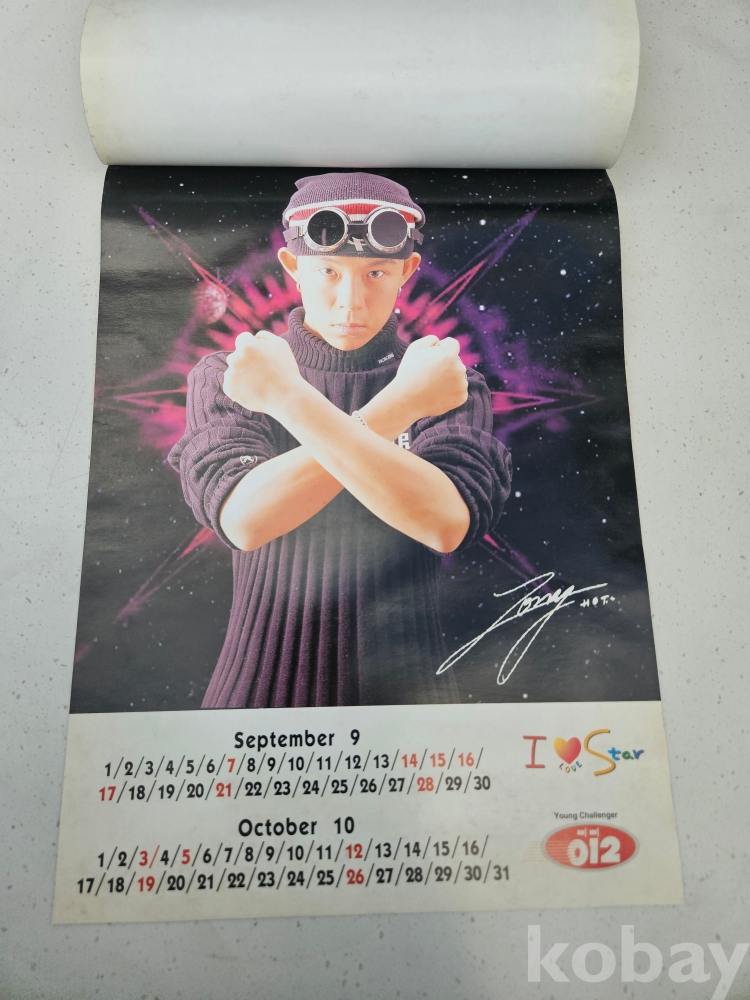 Tony H.O.T.
September 9
1/2/3/4/5/6/7/8/9/10/11/12/13/14/15/16/
17/18/19/20/21/22/23/24/25/26/27/28/29/30
I LOVE Star
October 10
1/2/3/4/5/6/7/8/9/10/11/12/13/14/15/16/
17/18/19/20/21/22/23/24/25/26/27/28/29/30/31
Young Challenger
012
kobay